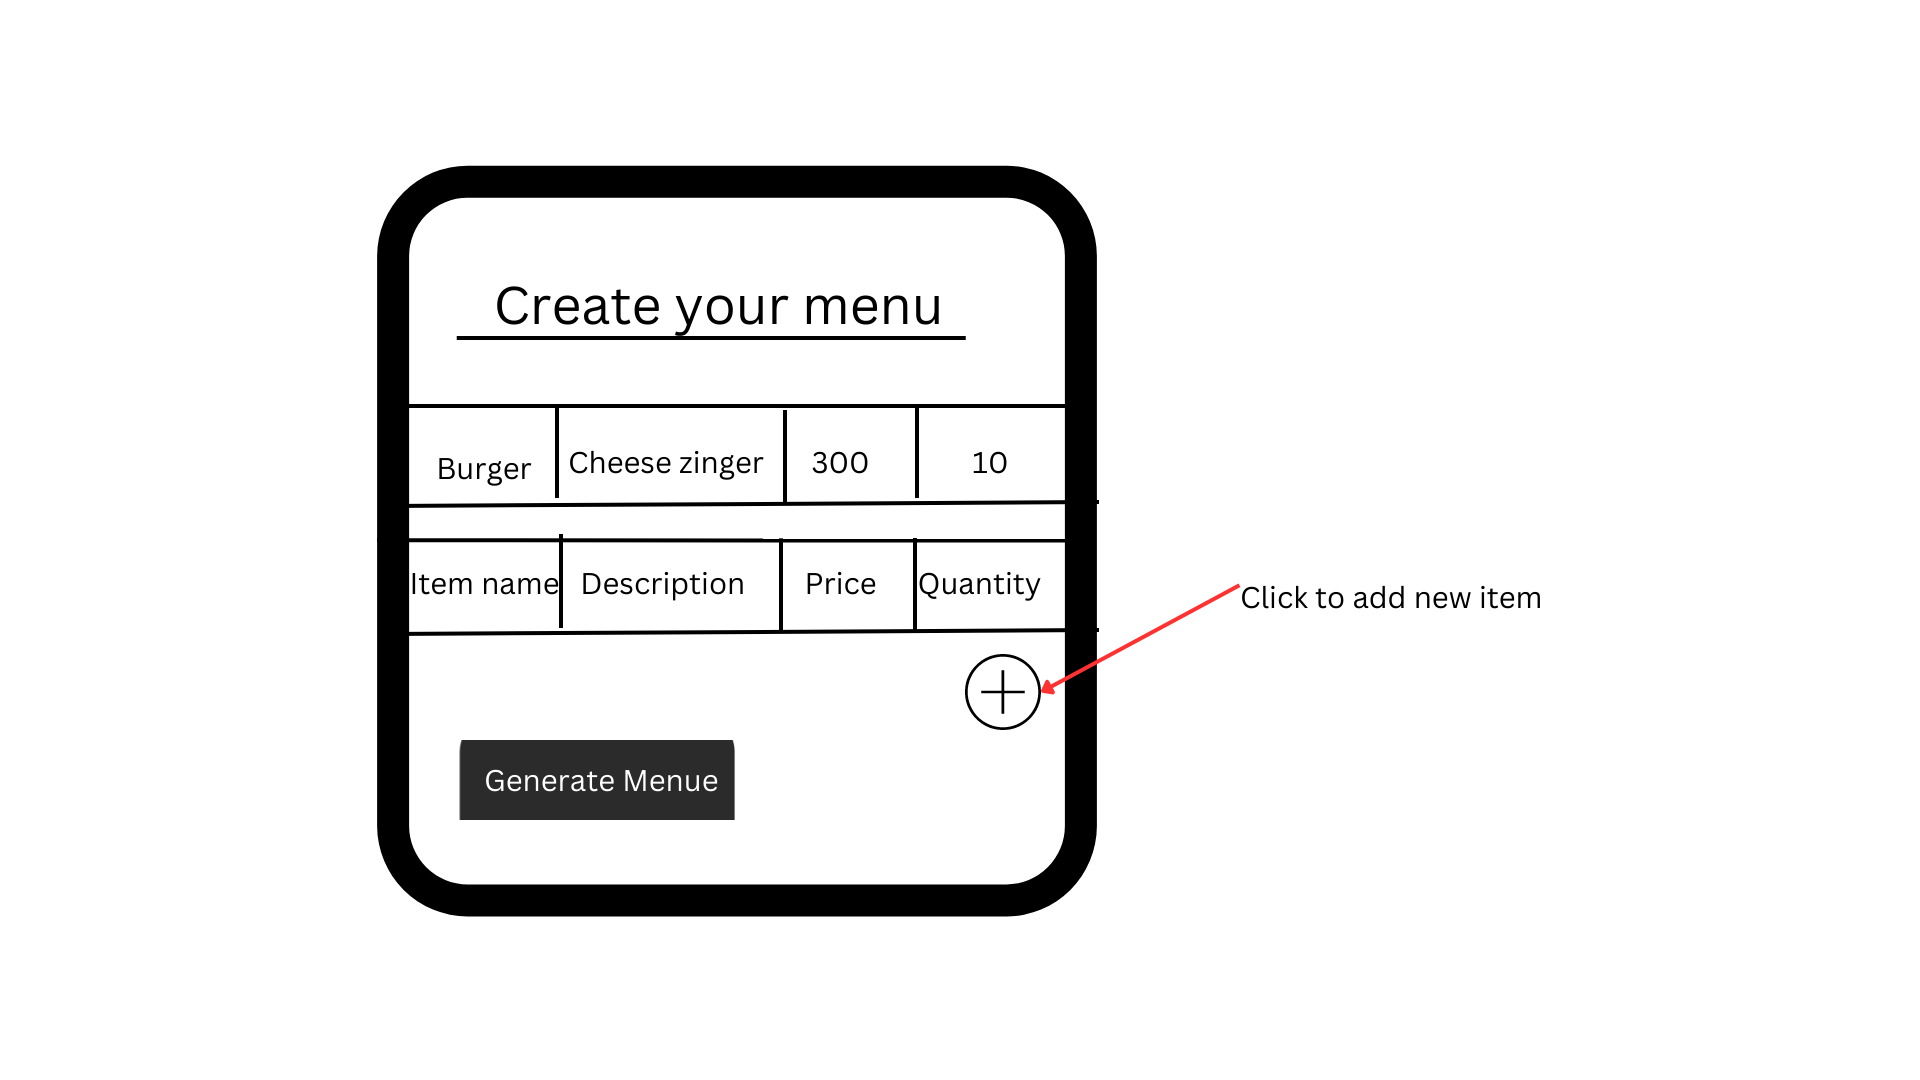 Create your menu
Burger Cheese zinger 300 10
Item name Description Price Quantity
Click to add new item
Generate Menue